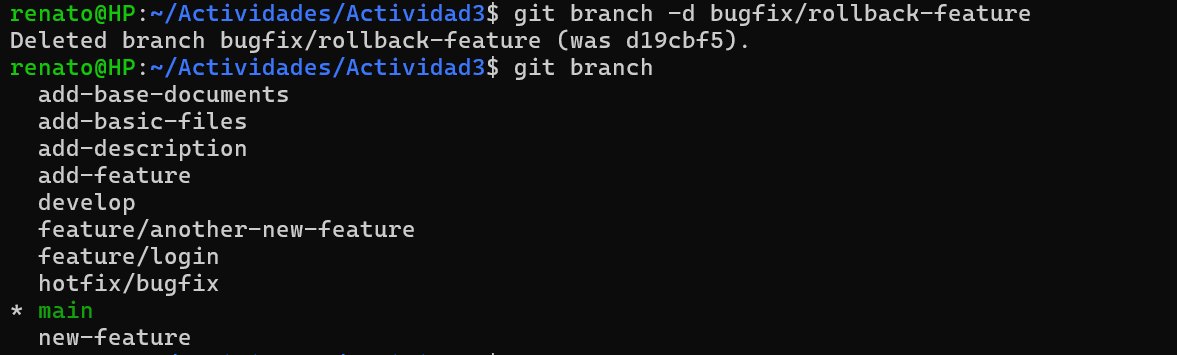 renato@HP:~/Actividades/Actividad3$ git branch -d bugfix/rollback-feature
Deleted branch bugfix/rollback-feature (was d19cbf5).
renato@HP:~/Actividades/Actividad3$ git branch
  add-base-documents
  add-basic-files
  add-description
  add-feature
  develop
  feature/another-new-feature
  feature/login
  hotfix/bugfix
* main
  new-feature